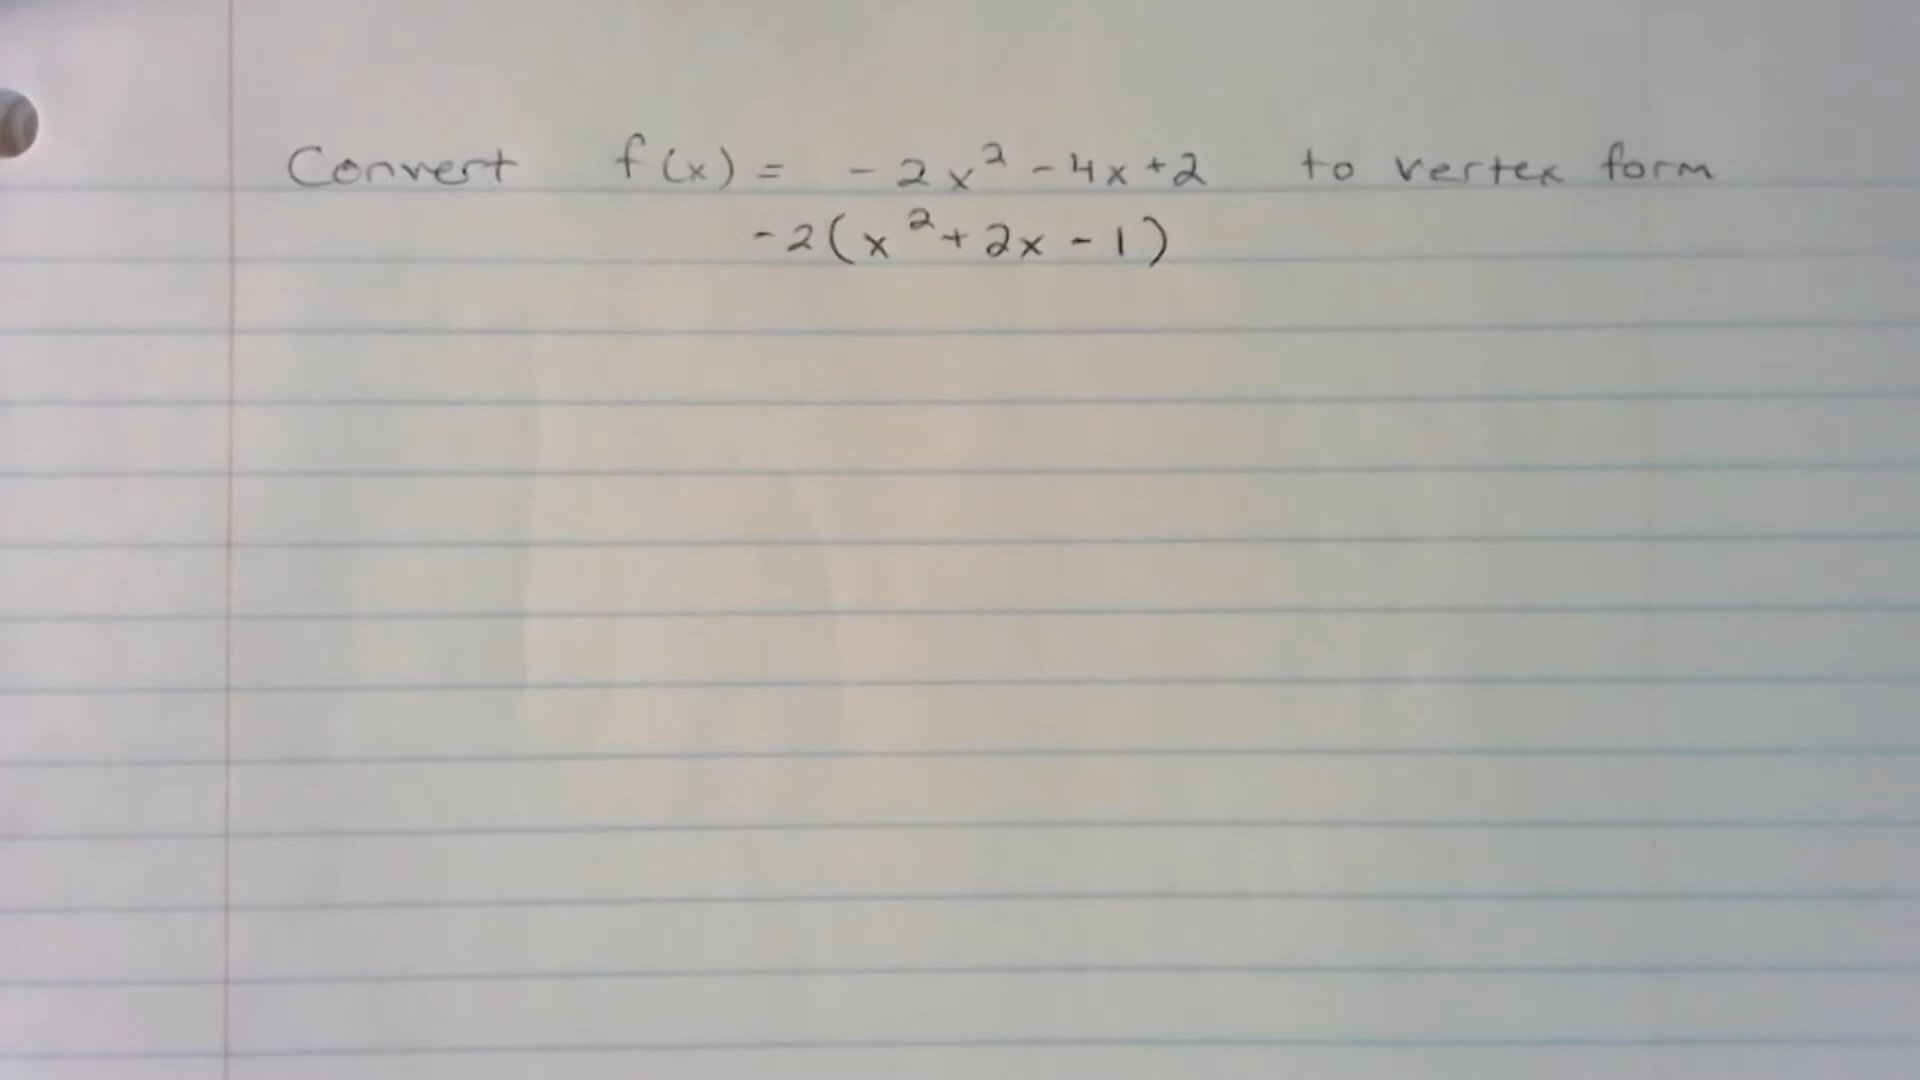 Convert f(x) = -2x² -4x+2 to vertex form
-2(x²+2x-1)